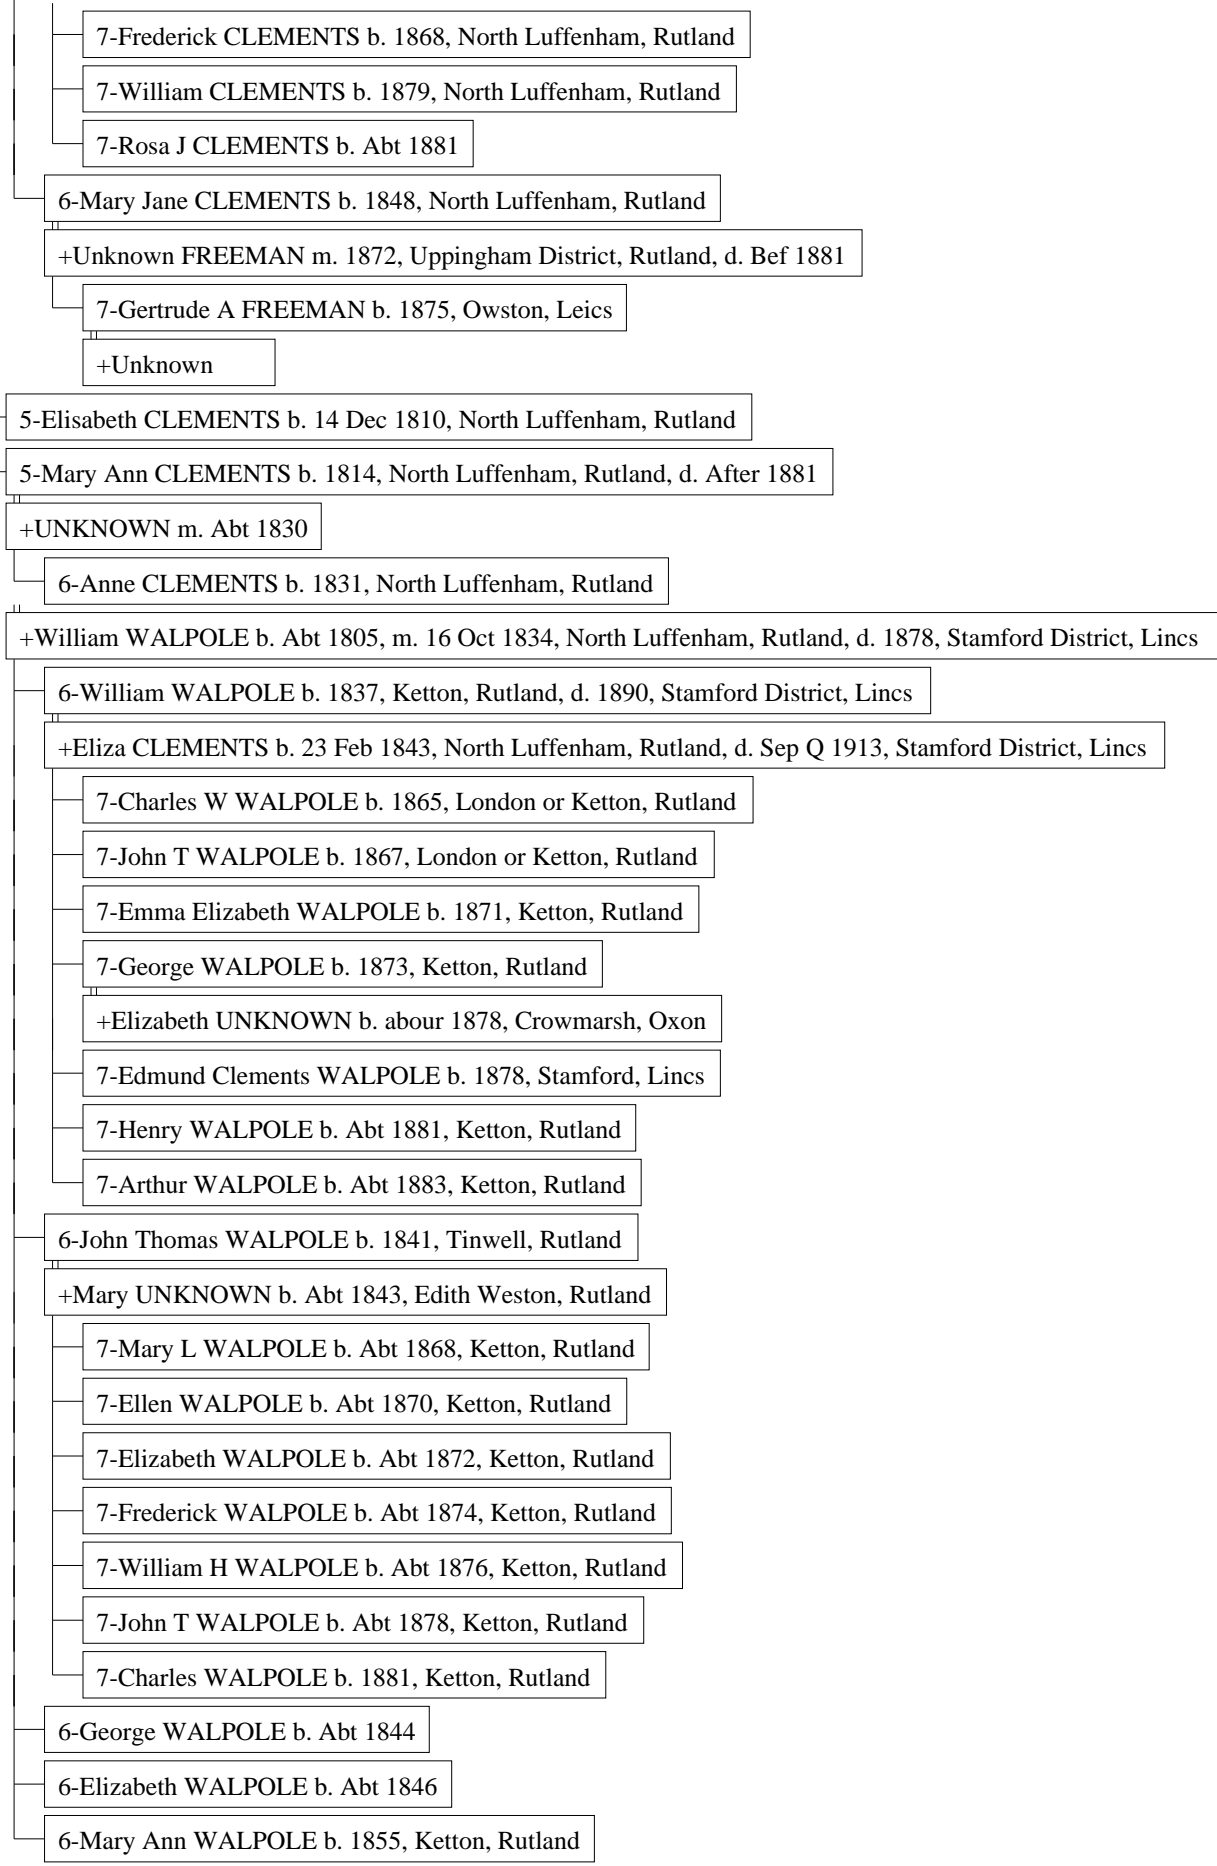 7-Frederick CLEMENTS b. 1868, North Luffenham, Rutland
7-William CLEMENTS b. 1879, North Luffenham, Rutland
7-Rosa J CLEMENTS b. Abt 1881
6-Mary Jane CLEMENTS b. 1848, North Luffenham, Rutland
+Unknown FREEMAN m. 1872, Uppingham District, Rutland, d. Bef 1881
7-Gertrude A FREEMAN b. 1875, Owston, Leics
+Unknown
5-Elisabeth CLEMENTS b. 14 Dec 1810, North Luffenham, Rutland
5-Mary Ann CLEMENTS b. 1814, North Luffenham, Rutland, d. After 1881
+UNKNOWN m. Abt 1830
6-Anne CLEMENTS b. 1831, North Luffenham, Rutland
+William WALPOLE b. Abt 1805, m. 16 Oct 1834, North Luffenham, Rutland, d. 1878, Stamford District, Lincs
6-William WALPOLE b. 1837, Ketton, Rutland, d. 1890, Stamford District, Lincs
+Eliza CLEMENTS b. 23 Feb 1843, North Luffenham, Rutland, d. Sep Q 1913, Stamford District, Lincs
7-Charles W WALPOLE b. 1865, London or Ketton, Rutland
7-John T WALPOLE b. 1867, London or Ketton, Rutland
7-Emma Elizabeth WALPOLE b. 1871, Ketton, Rutland
7-George WALPOLE b. 1873, Ketton, Rutland
+Elizabeth UNKNOWN b. abour 1878, Crowmarsh, Oxon
7-Edmund Clements WALPOLE b. 1878, Stamford, Lincs
7-Henry WALPOLE b. Abt 1881, Ketton, Rutland
7-Arthur WALPOLE b. Abt 1883, Ketton, Rutland
6-John Thomas WALPOLE b. 1841, Tinwell, Rutland
+Mary UNKNOWN b. Abt 1843, Edith Weston, Rutland
7-Mary L WALPOLE b. Abt 1868, Ketton, Rutland
7-Ellen WALPOLE b. Abt 1870, Ketton, Rutland
7-Elizabeth WALPOLE b. Abt 1872, Ketton, Rutland
7-Frederick WALPOLE b. Abt 1874, Ketton, Rutland
7-William H WALPOLE b. Abt 1876, Ketton, Rutland
7-John T WALPOLE b. Abt 1878, Ketton, Rutland
7-Charles WALPOLE b. 1881, Ketton, Rutland
6-George WALPOLE b. Abt 1844
6-Elizabeth WALPOLE b. Abt 1846
6-Mary Ann WALPOLE b. 1855, Ketton, Rutland